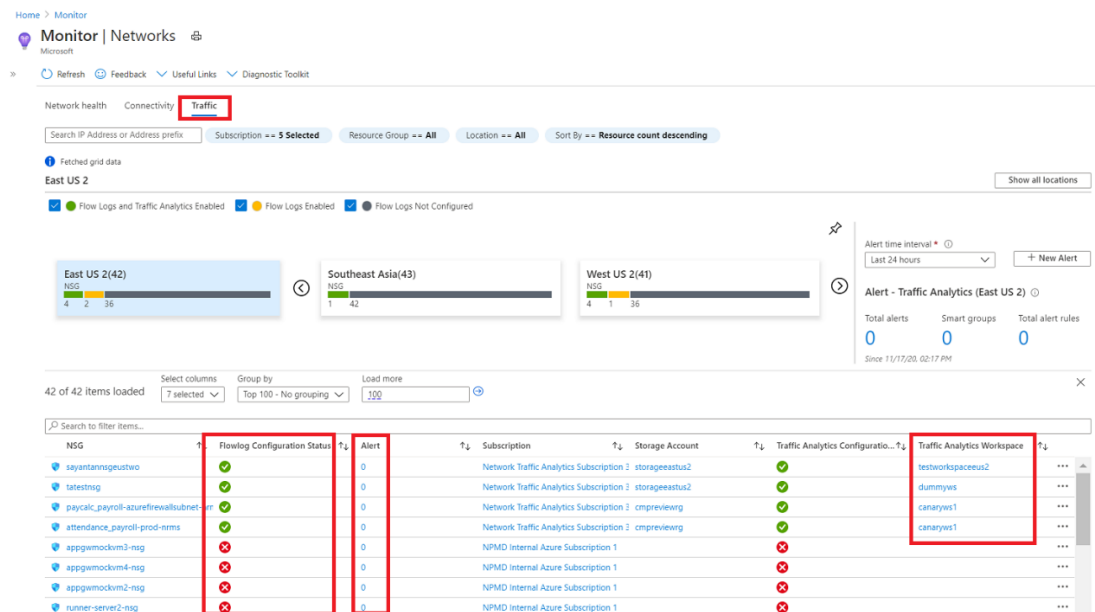 Home > Monitor
Monitor | Networks
Microsoft
» Refresh Feedback Useful Links Diagnostic Toolkit
Network health Connectivity Traffic
Search IP Address or Address prefix Subscription == 5 Selected Resource Group == All Location == All Sort By == Resource count descending
Fetched grid data
East US 2 Show all locations
Flow Logs and Traffic Analytics Enabled Flow Logs Enabled Flow Logs Not Configured
Alert time interval *
Last 24 hours + New Alert
East US 2(42) Southeast Asia(43) West US 2(41)
NSG NSG NSG
4 2 36 1 42 4 1 36
Alert - Traffic Analytics (East US 2)
Total alerts Smart groups Total alert rules
0 0 0
Since 11/17/20, 02:17 PM
Select columns Group by Load more
42 of 42 items loaded 7 selected Top 100 - No grouping 100
Search to filter items...
NSG Flowlog Configuration Status Alert Subscription Storage Account Traffic Analytics Configuratio... Traffic Analytics Workspace
sayantannsgeustwo 0 Network Traffic Analytics Subscription 3 storageeastus2 testworkspaceeus2 ...
tatestnsg 0 Network Traffic Analytics Subscription 3 storageeastus2 dummyws ...
paycalc_payroll-azurefirewallsubnet- 0 Network Traffic Analytics Subscription 3 cmpreviewrg canaryws1 ...
attendance_payroll-prod-nrms 0 Network Traffic Analytics Subscription 3 cmpreviewrg canaryws1 ...
appgwmockvm3-nsg 0 NPMD Internal Azure Subscription 1 ...
appgwmockvm4-nsg 0 NPMD Internal Azure Subscription 1 ...
appgwmockvm2-nsg 0 NPMD Internal Azure Subscription 1 ...
runner-server2-nsg 0 NPMD Internal Azure Subscription 1 ...